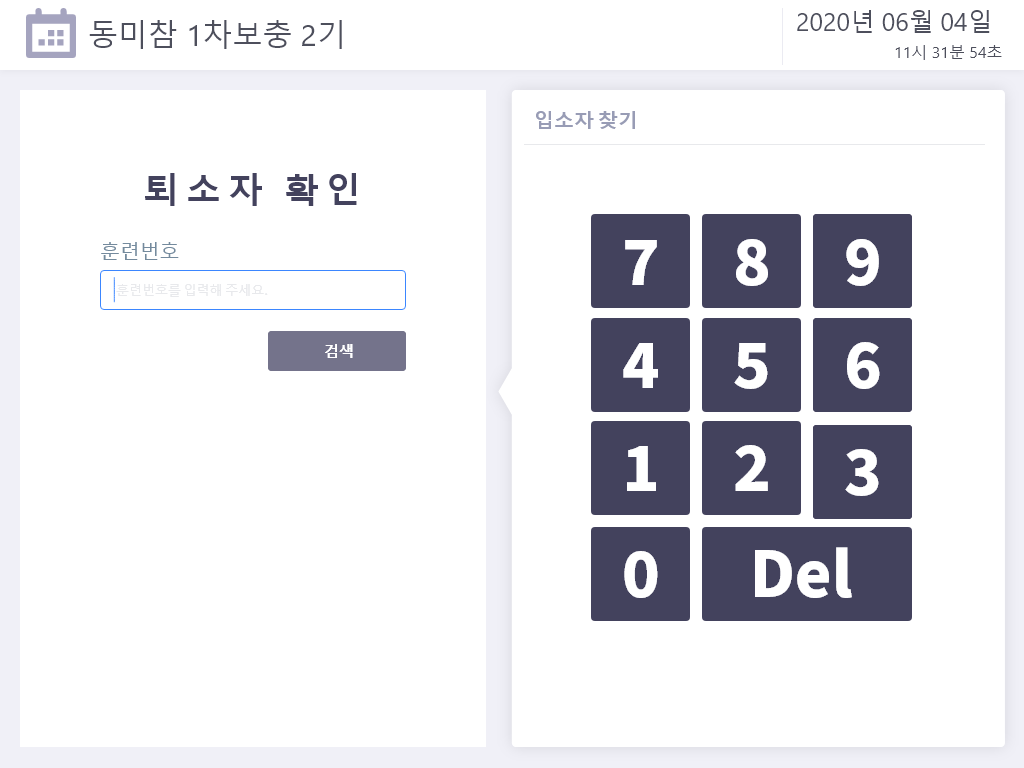 동미참 1차보충 2기
2020년 06월 04일
11시 31분 54초
퇴소자 확인
훈련번호
훈련번호를 입력해 주세요.
검색
입소자 찾기
7 8 9
4 5 6
1 2 3
0 Del